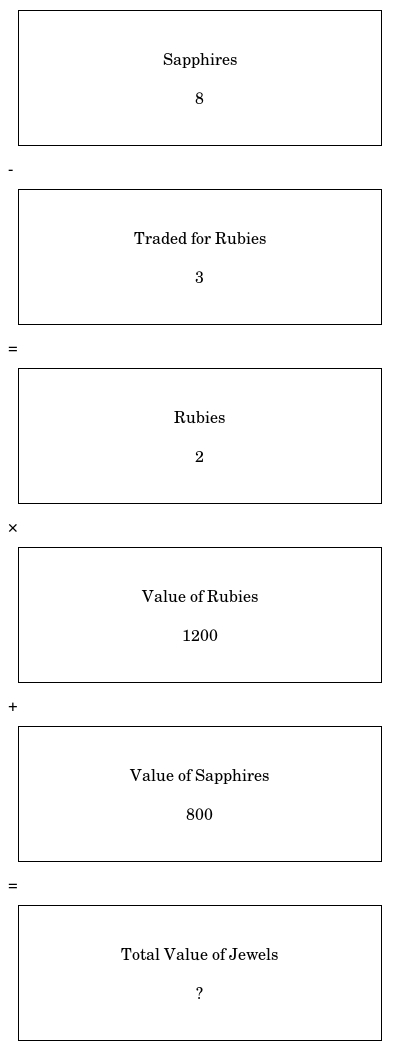 Sapphires
8
-
Traded for Rubies
3
=
Rubies
2
×
Value of Rubies
1200
+
Value of Sapphires
800
=
Total Value of Jewels
?